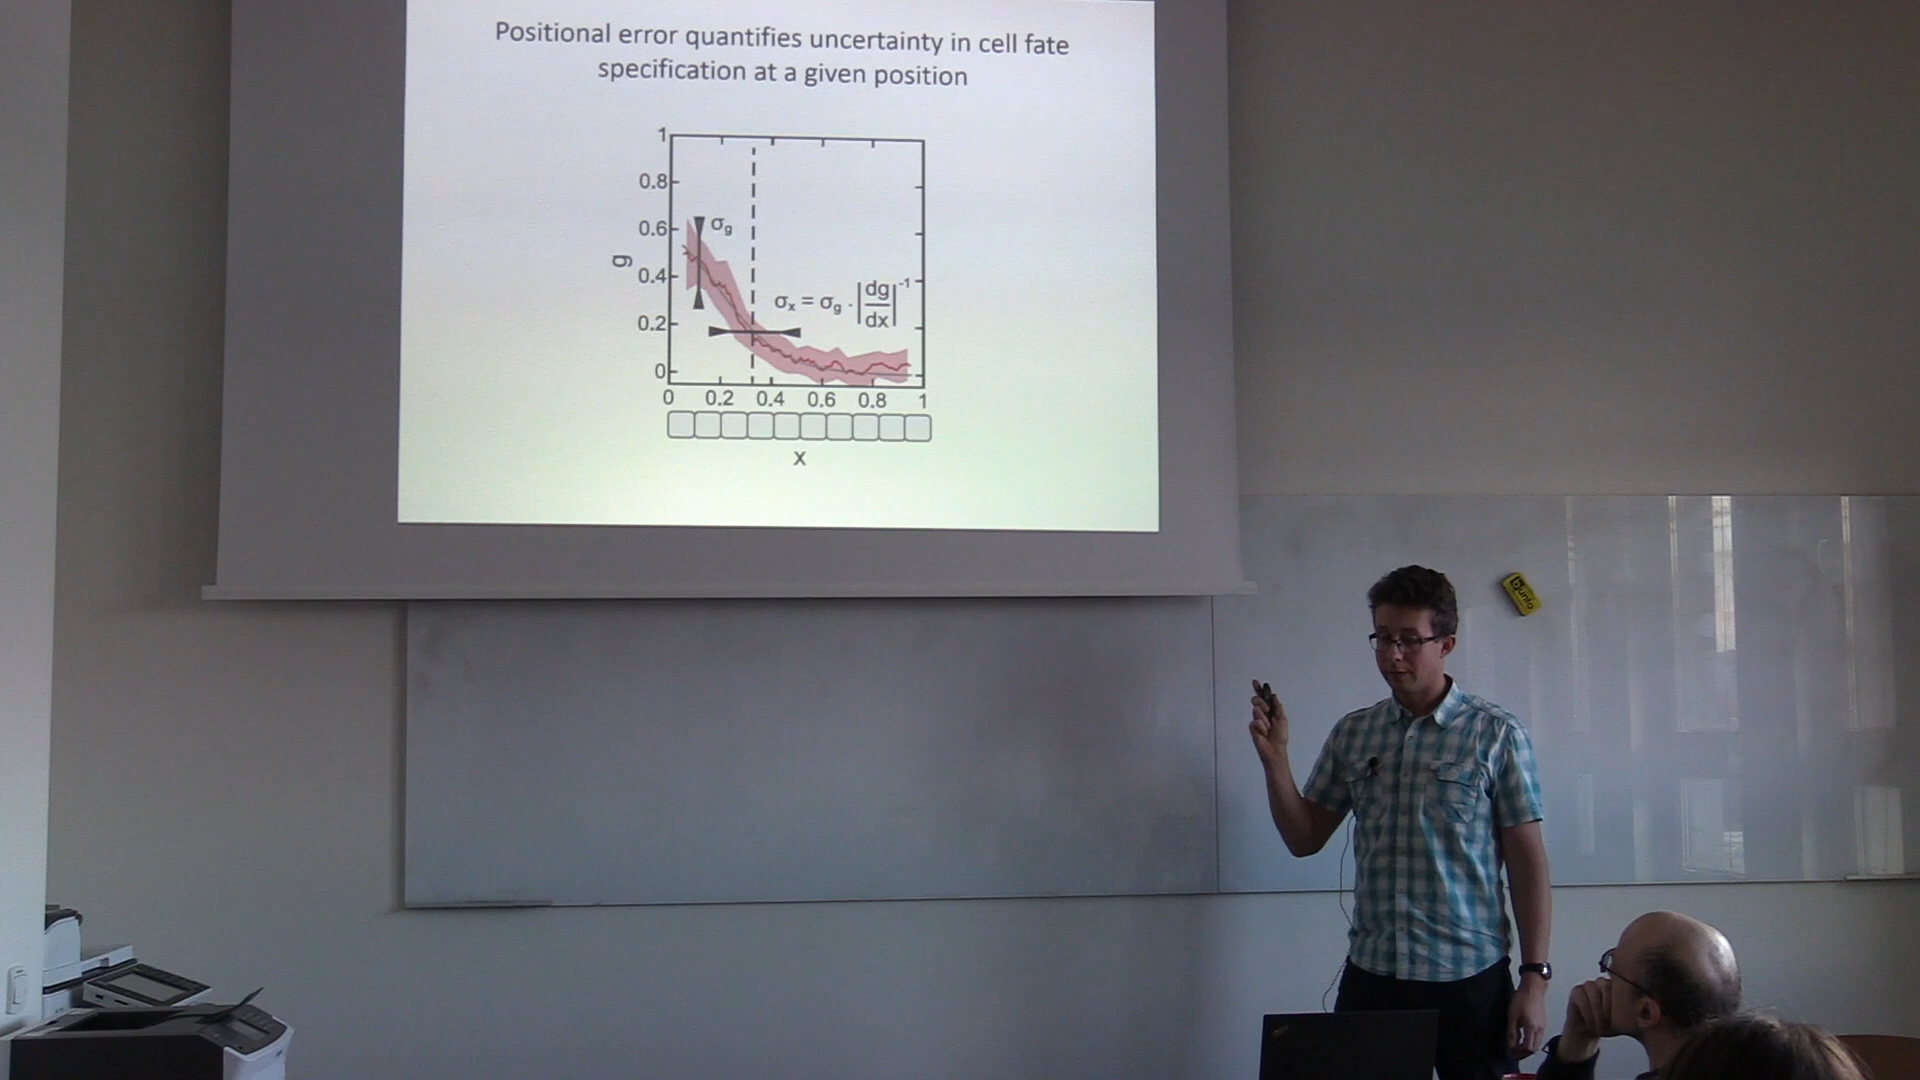 Positional error quantifies uncertainty in cell fate
specification at a given position
1
0.8
0.6
0.4
0.2
0
g
σg
σx = σg · |dg/dx|⁻¹
0 0.2 0.4 0.6 0.8 1
x